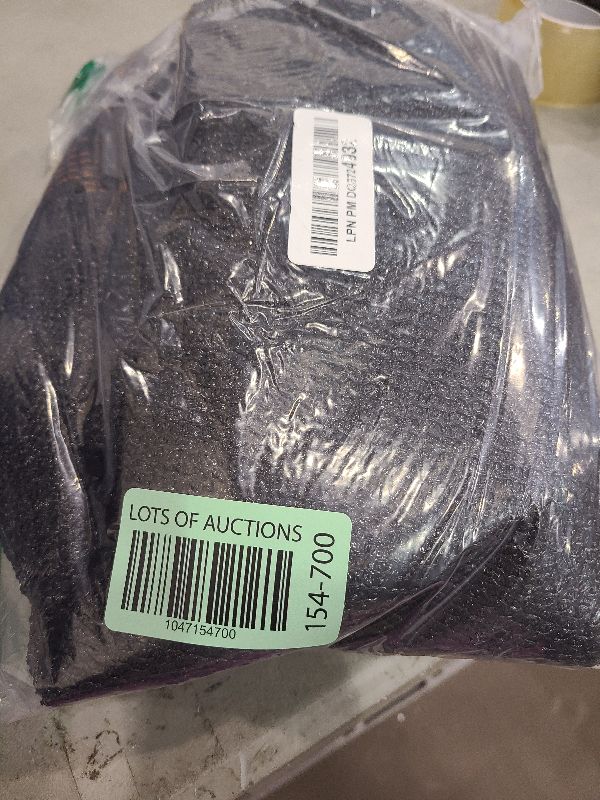 LPN PM
LOTS OF AUCTIONS
1047154700
154-700